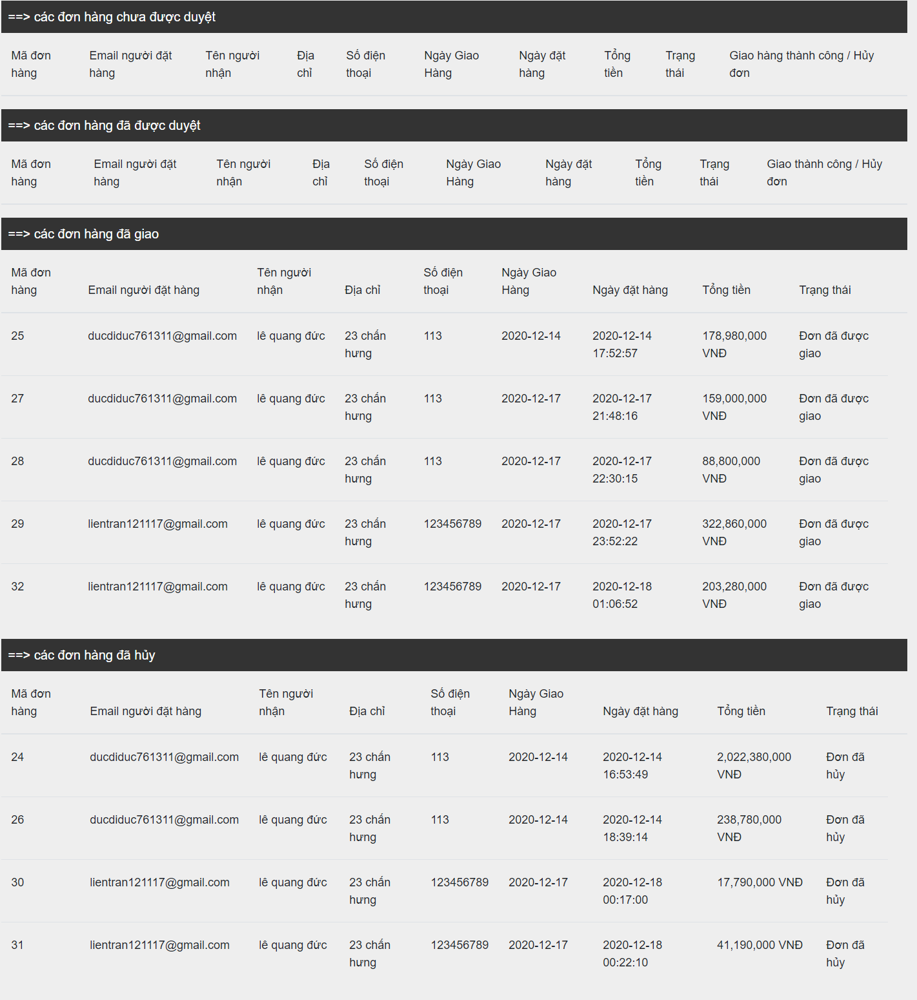 ==> các đơn hàng chưa được duyệt
Mã đơn hàng Email người đặt hàng Tên người nhận Địa chỉ Số điện thoại Ngày Giao Hàng Ngày đặt hàng Tổng tiền Trạng thái Giao hàng thành công / Hủy đơn
==> các đơn hàng đã được duyệt
Mã đơn hàng Email người đặt hàng Tên người nhận Địa chỉ Số điện thoại Ngày Giao Hàng Ngày đặt hàng Tổng tiền Trạng thái Giao thành công / Hủy đơn
==> các đơn hàng đã giao
Mã đơn hàng Email người đặt hàng Tên người nhận Địa chỉ Số điện thoại Ngày Giao Hàng Ngày đặt hàng Tổng tiền Trạng thái
25 ducdiduc761311@gmail.com lê quang đức 23 chấn hưng 113 2020-12-14 2020-12-14 17:52:57 178,980,000 VNĐ Đơn đã được giao
27 ducdiduc761311@gmail.com lê quang đức 23 chấn hưng 113 2020-12-17 2020-12-17 21:48:16 159,000,000 VNĐ Đơn đã được giao
28 ducdiduc761311@gmail.com lê quang đức 23 chấn hưng 113 2020-12-17 2020-12-17 22:30:15 88,800,000 VNĐ Đơn đã được giao
29 lientran121117@gmail.com lê quang đức 23 chấn hưng 123456789 2020-12-17 2020-12-17 23:52:22 322,860,000 VNĐ Đơn đã được giao
32 lientran121117@gmail.com lê quang đức 23 chấn hưng 123456789 2020-12-17 2020-12-18 01:06:52 203,280,000 VNĐ Đơn đã được giao
==> các đơn hàng đã hủy
Mã đơn hàng Email người đặt hàng Tên người nhận Địa chỉ Số điện thoại Ngày Giao Hàng Ngày đặt hàng Tổng tiền Trạng thái
24 ducdiduc761311@gmail.com lê quang đức 23 chấn hưng 113 2020-12-14 2020-12-14 16:53:49 2,022,380,000 VNĐ Đơn đã hủy
26 ducdiduc761311@gmail.com lê quang đức 23 chấn hưng 113 2020-12-14 2020-12-14 18:39:14 238,780,000 VNĐ Đơn đã hủy
30 lientran121117@gmail.com lê quang đức 23 chấn hưng 123456789 2020-12-17 2020-12-18 00:17:00 17,790,000 VNĐ Đơn đã hủy
31 lientran121117@gmail.com lê quang đức 23 chấn hưng 123456789 2020-12-17 2020-12-18 00:22:10 41,190,000 VNĐ Đơn đã hủy